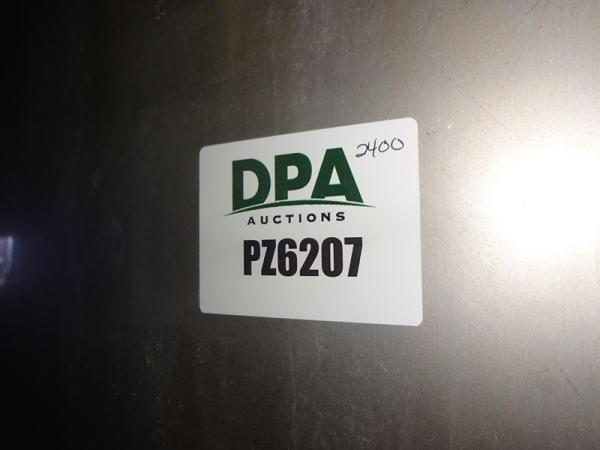 2400
DPA
AUCTIONS
PZ6207